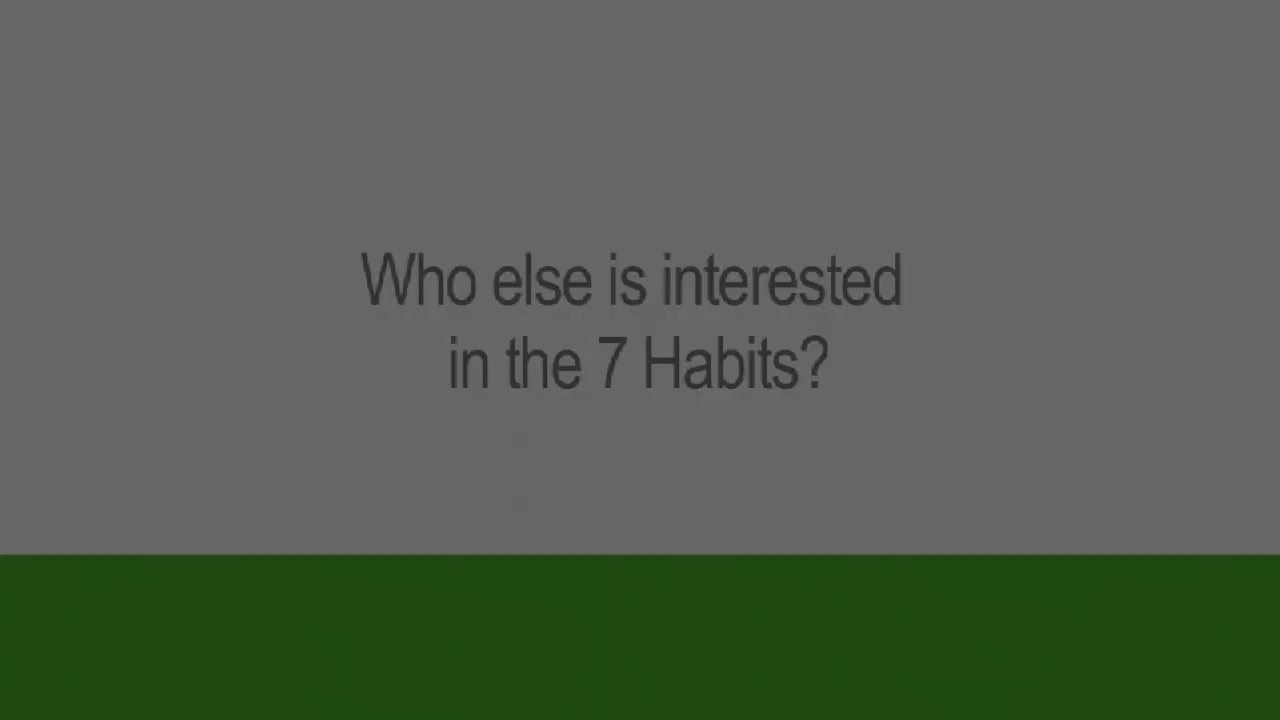 Who else is interested
in the 7 Habits?